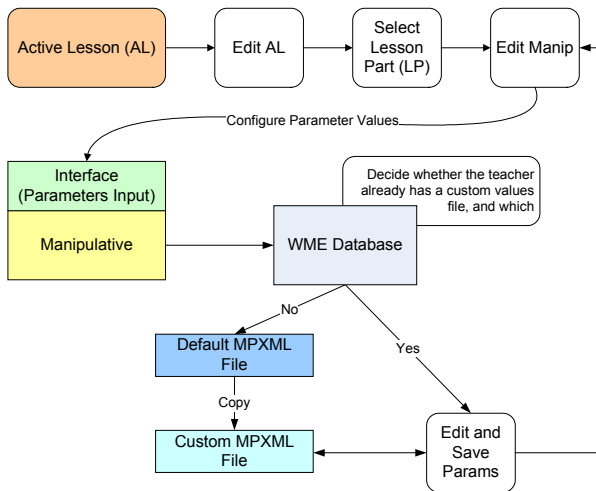 Active Lesson (AL)
Edit AL
Select
Lesson
Part (LP)
Edit Manip
Configure Parameter Values
Interface
(Parameters Input)
Manipulative
Decide whether the teacher
already has a custom values
file, and which
WME Database
No
Yes
Default MPXML
File
Copy
Custom MPXML
File
Edit and
Save
Params